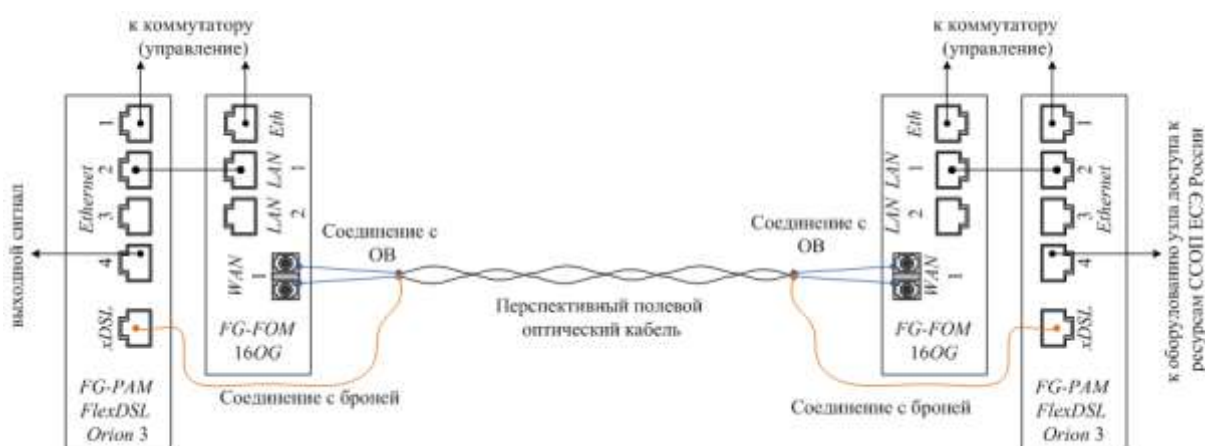 к коммутатору
(управление)
к коммутатору
(управление)
1
Eth
Eth
1
2
LAN
1
LAN
1
2
Ethernet
3
LAN
2
LAN
2
3
Ethernet
4
WAN
1
WAN
1
4
xDSL
xDSL
выходной сигнал
Соединение с
ОВ
Соединение с
ОВ
Перспективный полевой
оптический кабель
к оборудованию узла доступа к
ресурсам ССОП ЕСЭ России
FG-FOM
16OG
FG-FOM
16OG
Соединение с броней
Соединение с броней
FG-PAM
FlexDSL
Orion 3
FG-PAM
FlexDSL
Orion 3